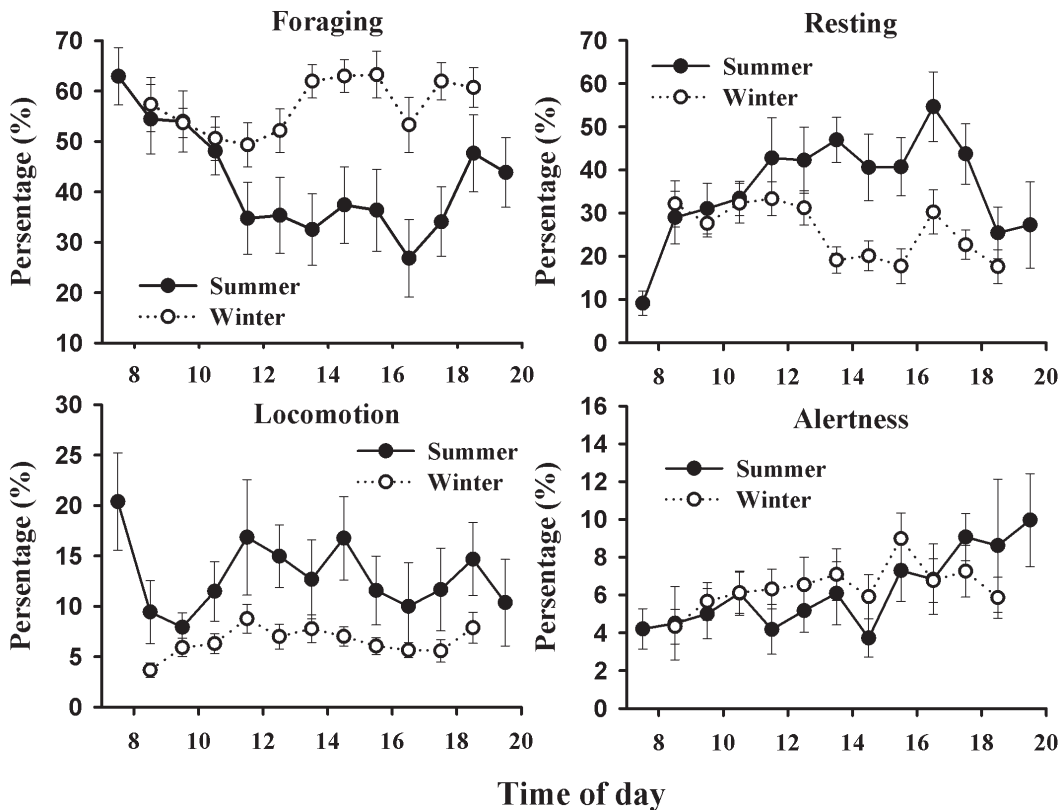 Foraging
Persentage (%)
70
60
50
40
30
20
10
Summer
Winter
8 10 12 14 16 18 20
Resting
Persentage (%)
70
60
50
40
30
20
10
0
Summer
Winter
8 10 12 14 16 18 20
Locomotion
Persentage (%)
30
25
20
15
10
5
0
Summer
Winter
8 10 12 14 16 18 20
Alertness
Persentage (%)
16
14
12
10
8
6
4
2
0
Summer
Winter
8 10 12 14 16 18 20
Time of day